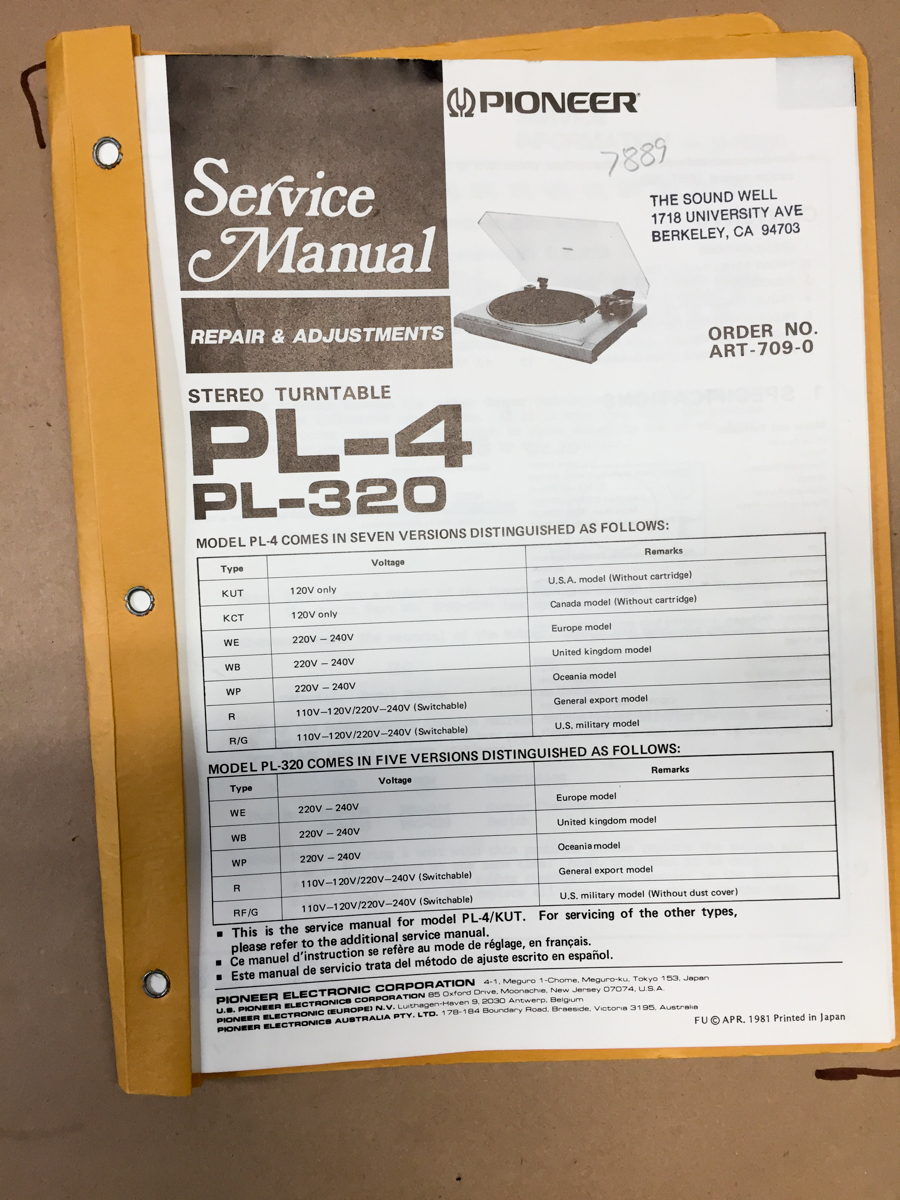 PIONEER
7889
Service
Manual
THE SOUND WELL
1718 UNIVERSITY AVE
BERKELEY, CA 94703
REPAIR & ADJUSTMENTS
ORDER NO.
ART-709-0
STEREO TURNTABLE
PL-4
PL-320
MODEL PL-4 COMES IN SEVEN VERSIONS DISTINGUISHED AS FOLLOWS:
Type Voltage Remarks
KUT 120V only U.S.A. model (Without cartridge)
KCT 120V only Canada model (Without cartridge)
WE 220V – 240V Europe model
WB 220V – 240V United kingdom model
WP 220V – 240V Oceania model
R 110V–120V/220V–240V (Switchable) General export model
R/G 110V–120V/220V–240V (Switchable) U.S. military model
MODEL PL-320 COMES IN FIVE VERSIONS DISTINGUISHED AS FOLLOWS:
Type Voltage Remarks
WE 220V – 240V Europe model
WB 220V – 240V United kingdom model
WP 220V – 240V Oceania model
R 110V–120V/220V–240V (Switchable) General export model
RF/G 110V–120V/220V–240V (Switchable) U.S. military model (Without dust cover)
▪ This is the service manual for model PL-4/KUT. For servicing of the other types,
please refer to the additional service manual.
▪ Ce manuel d'instruction se refère au mode de réglage, en français.
▪ Este manual de servicio trata del método de ajuste escrito en español.
PIONEER ELECTRONIC CORPORATION 4-1, Meguro 1-Chome, Meguro-ku, Tokyo 153, Japan
U.S. PIONEER ELECTRONICS CORPORATION 85 Oxford Drive, Moonachie, New Jersey 07074, U.S.A.
PIONEER ELECTRONIC (EUROPE) N.V. Luithagen-Haven 9, 2030 Antwerp, Belgium
PIONEER ELECTRONICS AUSTRALIA PTY. LTD. 178-184 Boundary Road, Braeside, Victoria 3195, Australia
FU © APR. 1981 Printed in Japan